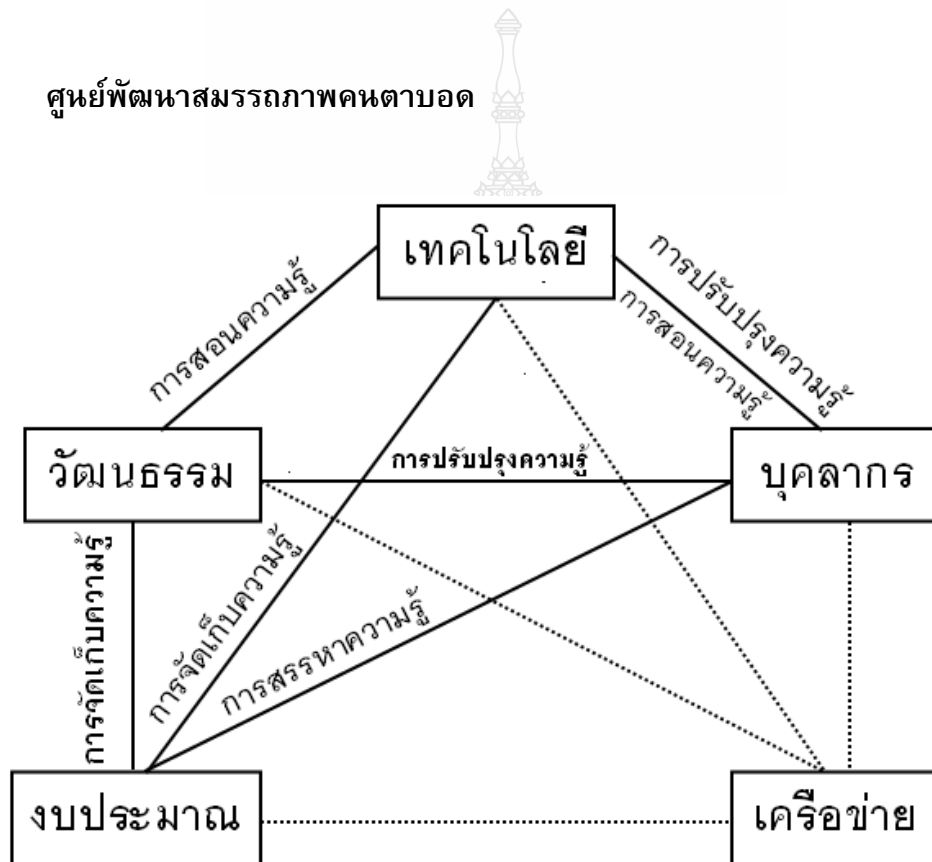 ศูนย์พัฒนาสมรรถภาพคนตาบอด
เทคโนโลยี
การสอนความรู้
การปรับปรุงความรู้
การสอนความรู้
วัฒนธรรม
การปรับปรุงความรู้
บุคลากร
การจัดเก็บความรู้
การจัดเก็บความรู้
การสรรหาความรู้
งบประมาณ
เครือข่าย